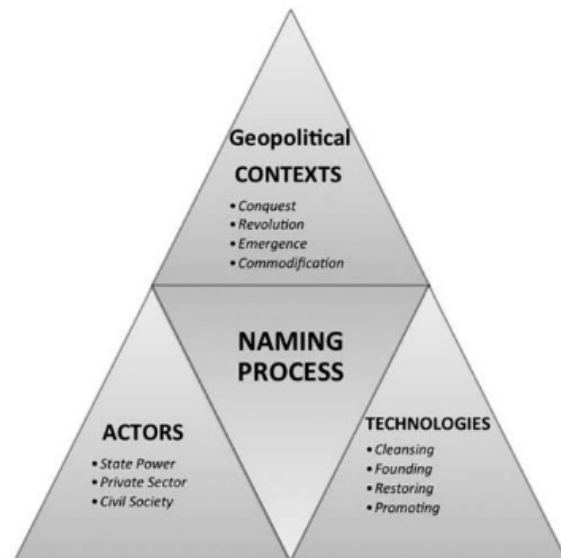 Geopolitical
CONTEXTS
• Conquest
• Revolution
• Emergence
• Commodification
NAMING
PROCESS
ACTORS
• State Power
• Private Sector
• Civil Society
TECHNOLOGIES
• Cleansing
• Founding
• Restoring
• Promoting